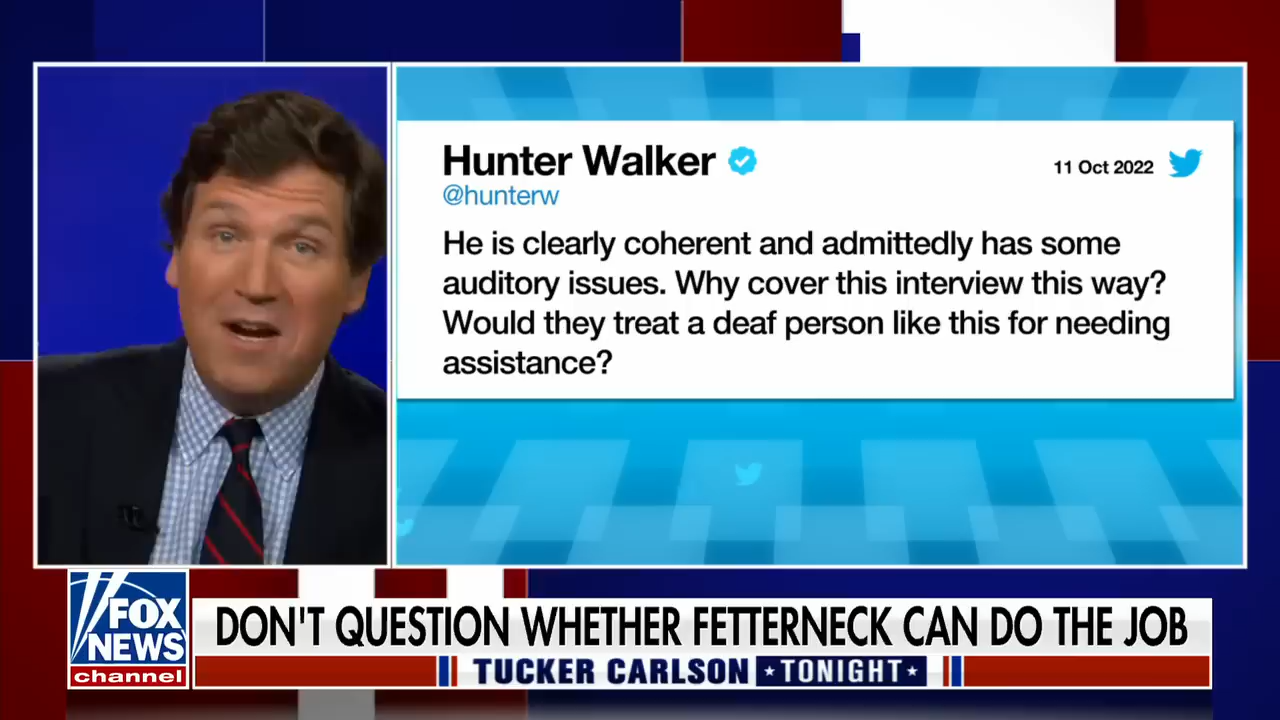 Hunter Walker
11 Oct 2022
@hunterw
He is clearly coherent and admittedly has some
auditory issues. Why cover this interview this way?
Would they treat a deaf person like this for needing
assistance?
FOX
NEWS
channel
DON'T QUESTION WHETHER FETTERNECK CAN DO THE JOB
TUCKER CARLSON TONIGHT